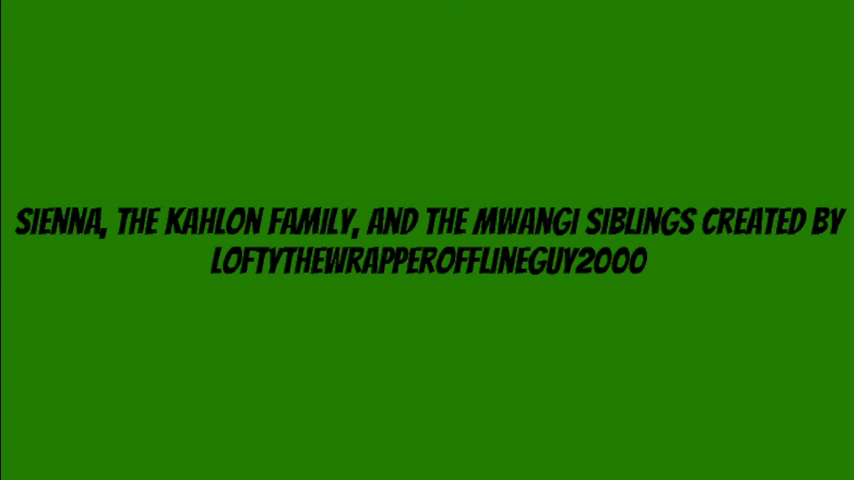 SIENNA, THE KAHLON FAMILY, AND THE MWANGI SIBLINGS CREATED BY
LOFTYTHEWRAPPEROFFLINEGUY2000